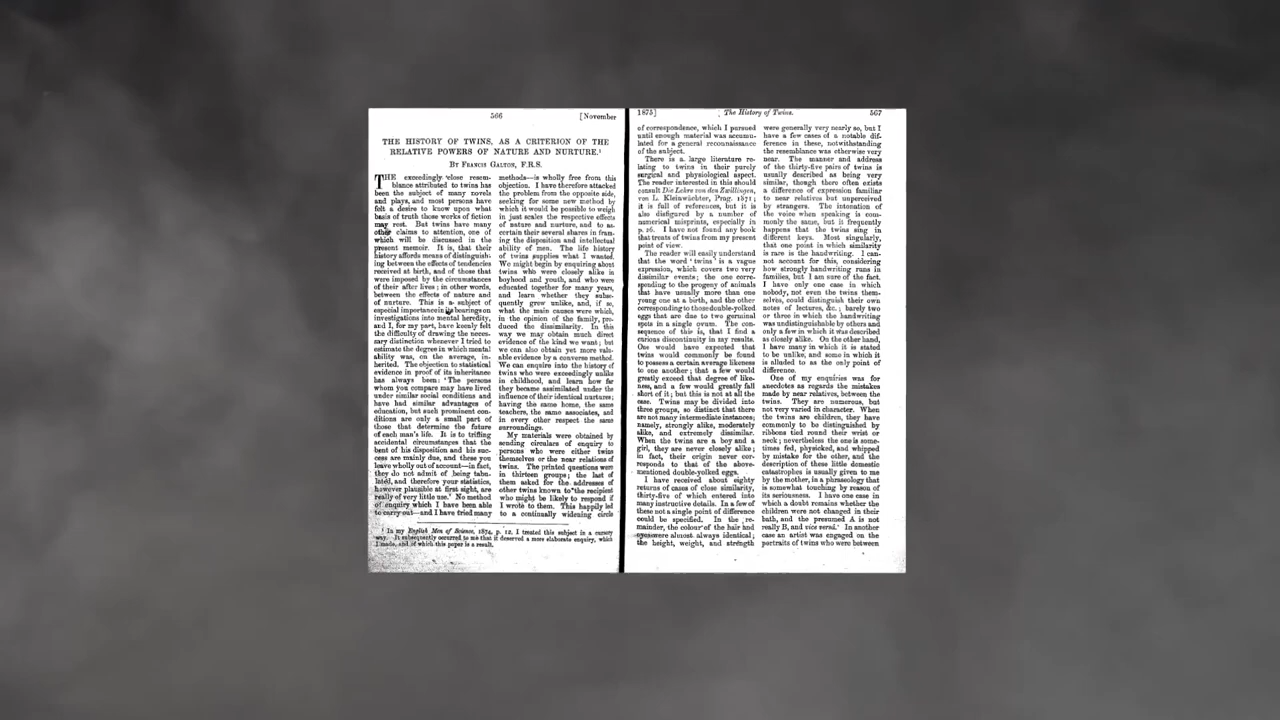 566
[November
THE HISTORY OF TWINS, AS A CRITERION OF THE
RELATIVE POWERS OF NATURE AND NURTURE.¹
By Francis Galton, F.R.S.
THE exceedingly close resem-
blance attributed to twins has
been the subject of many novels
and plays, and most persons have
felt a desire to know upon what
basis of truth those works of fiction
may rest. But twins have many
other claims to attention, one of
which will be discussed in the
present memoir. It is, that their
history affords means of distinguish-
ing between the effects of tendencies
received at birth, and of those that
were imposed by the circumstances
of their after lives; in other words,
between the effects of nature and
of nurture. This is a subject of
especial importance in its bearings on
investigations into mental heredity,
and I, for my part, have keenly felt
the difficulty of drawing the neces-
sary distinction whenever I tried to
estimate the degree in which mental
ability was, on the average, in-
herited. The objection to statistical
evidence in proof of its inheritance
has always been: 'The persons
whom you compare may have lived
under similar social conditions and
have had similar advantages of
education, but such prominent con-
ditions are only a small part of
those that determine the future
of each man's life. It is to trifling
accidental circumstances that the
bent of his disposition and his suc-
cess are mainly due, and these you
leave wholly out of account—in fact,
they do not admit of being tabu-
lated, and therefore your statistics,
however plausible at first sight, are
really of very little use.' No method
of enquiry which I have been able
to carry out—and I have tried many
methods—is wholly free from this
objection. I have therefore attacked
the problem from the opposite side,
seeking for some new method by
which it would be possible to weigh
in just scales the respective effects
of nature and nurture, and to as-
certain their several shares in fram-
ing the disposition and intellectual
ability of men. The life history
of twins supplies what I wanted.
We might begin by enquiring about
twins who were closely alike in
boyhood and youth, and who were
educated together for many years,
and learn whether they subse-
quently grew unlike, and, if so,
what the main causes were which,
in the opinion of the family, pro-
duced the dissimilarity. In this
way we may obtain much direct
evidence of the kind we want; but
we can also obtain yet more valu-
able evidence by a converse method.
We can enquire into the history of
twins who were exceedingly unlike
in childhood, and learn how far
they became assimilated under the
influence of their identical nurtures;
having the same home, the same
teachers, the same associates, and
in every other respect the same
surroundings.
My materials were obtained by
sending circulars of enquiry to
persons who were either twins
themselves or the near relations of
twins. The printed questions were
in thirteen groups; the last of
them asked for the addresses of
other twins known to the recipient
who might be likely to respond if
I wrote to them. This happily led
to a continually widening circle
¹ In my English Men of Science, 1874, p. 12, I treated this subject in a cursory
way. It subsequently occurred to me that it deserved a more elaborate enquiry, which
I made, and of which this paper is a result.
1875]
The History of Twins.
567
of correspondence, which I pursued
until enough material was accumu-
lated for a general reconnaissance
of the subject.
There is a large literature re-
lating to twins in their purely
surgical and physiological aspect.
The reader interested in this should
consult Die Lehre von den Zwillingen,
von L. Kleinwächter, Prag. 1871;
it is full of references, but it is
also disfigured by a number of
numerical misprints, especially in
p. 26. I have not found any book
that treats of twins from my present
point of view.
The reader will easily understand
that the word 'twins' is a vague
expression, which covers two very
dissimilar events; the one corre-
sponding to the progeny of animals
that have usually more than one
young one at a birth, and the other
corresponding to those double-yolked
eggs that are due to two germinal
spots in a single ovum. The con-
sequence of this is, that I find a
curious discontinuity in my results.
One would have expected that
twins would commonly be found
to possess a certain average likeness
to one another; that a few would
greatly exceed that degree of like-
ness, and a few would greatly fall
short of it; but this is not at all the
case. Twins may be divided into
three groups, so distinct that there
are not many intermediate instances;
namely, strongly alike, moderately
alike, and extremely dissimilar.
When the twins are a boy and a
girl, they are never closely alike;
in fact, their origin never cor-
responds to that of the above-
mentioned double-yolked eggs.
I have received about eighty
returns of cases of close similarity,
thirty-five of which entered into
many instructive details. In a few of
these not a single point of difference
could be specified. In the re-
mainder, the colour of the hair and
eyes were almost always identical;
the height, weight, and strength
were generally very nearly so, but I
have a few cases of a notable dif-
ference in these, notwithstanding
the resemblance was otherwise very
near. The manner and address
of the thirty-five pairs of twins is
usually described as being very
similar, though there often exists
a difference of expression familiar
to near relatives but unperceived
by strangers. The intonation of
the voice when speaking is com-
monly the same, but it frequently
happens that the twins sing in
different keys. Most singularly,
that one point in which similarity
is rare is the handwriting. I can-
not account for this, considering
how strongly handwriting runs in
families, but I am sure of the fact.
I have only one case in which
nobody, not even the twins them-
selves, could distinguish their own
notes of lectures, &c.; barely two
or three in which the handwriting
was undistinguishable by others and
only a few in which it was described
as closely alike. On the other hand,
I have many in which it is stated
to be unlike, and some in which it
is alluded to as the only point of
difference.
One of my enquiries was for
anecdotes as regards the mistakes
made by near relatives, between the
twins. They are numerous, but
not very varied in character. When
the twins are children, they have
commonly to be distinguished by
ribbons tied round their wrist or
neck; nevertheless the one is some-
times fed, physicked, and whipped
by mistake for the other, and the
description of these little domestic
catastrophes is usually given to me
by the mother, in a phraseology that
is somewhat touching by reason of
its seriousness. I have one case in
which a doubt remains whether the
children were not changed in their
bath, and the presumed A is not
really B, and vice versâ. In another
case an artist was engaged on the
portraits of twins who were between